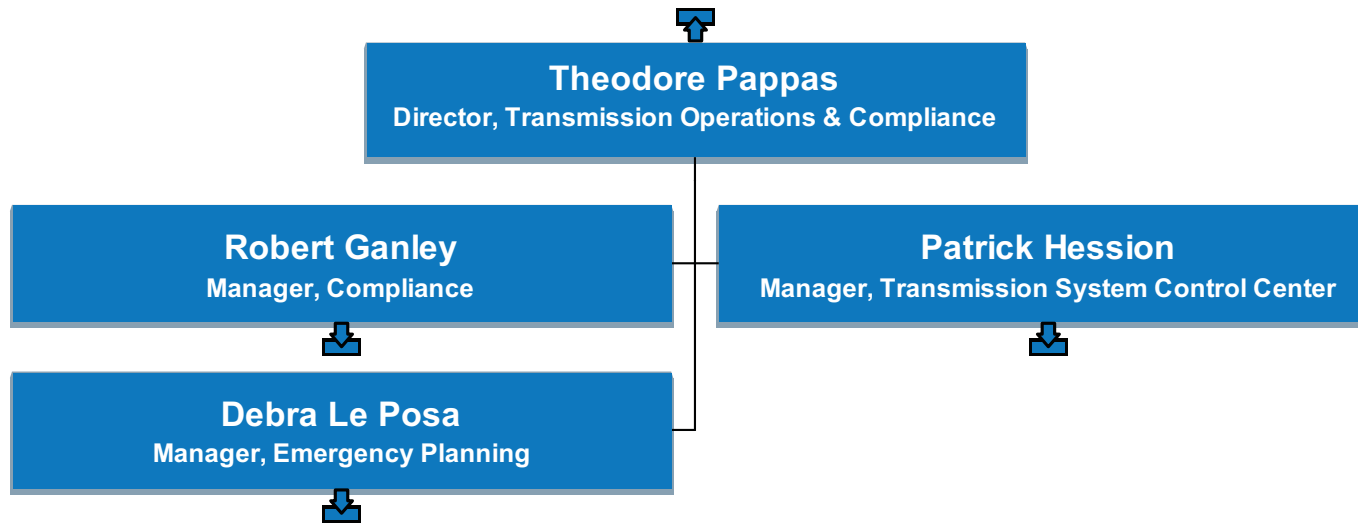 Theodore Pappas
Director, Transmission Operations & Compliance
Robert Ganley
Manager, Compliance
Patrick Hession
Manager, Transmission System Control Center
Debra Le Posa
Manager, Emergency Planning